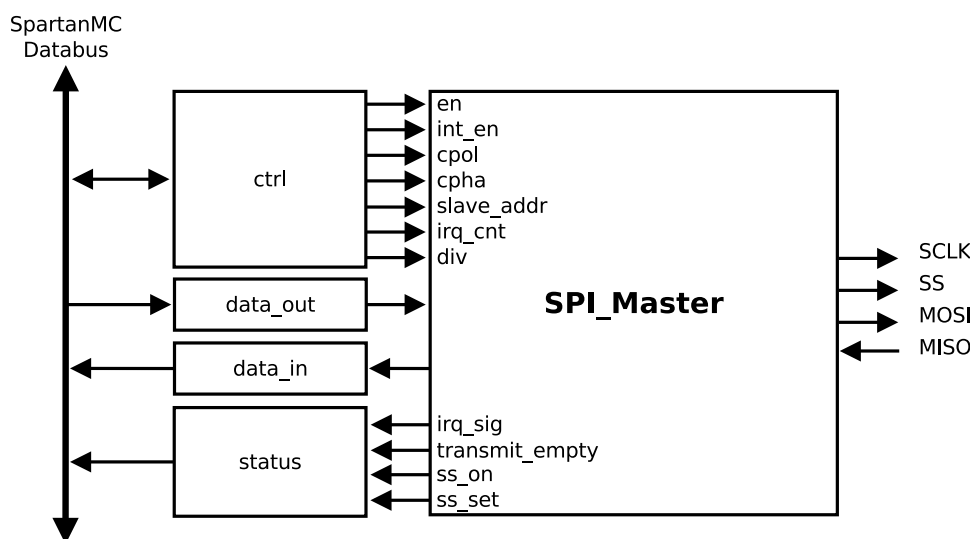 SpartanMC
Databus
ctrl
en
int_en
cpol
cpha
slave_addr
irq_cnt
div
data_out
data_in
status
irq_sig
transmit_empty
ss_on
ss_set
SPI_Master
SCLK
SS
MOSI
MISO